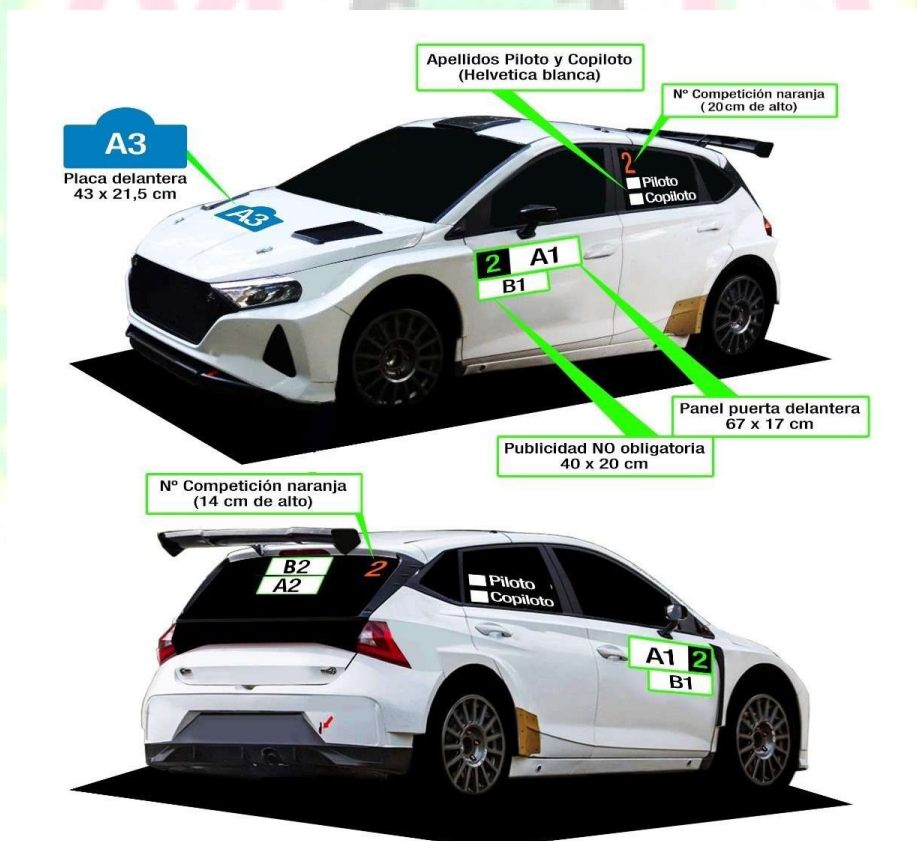 Apellidos Piloto y Copiloto
(Helvetica blanca)
Nº Competición naranja
(20cm de alto)
A3
Placa delantera
43 x 21,5 cm
A3
2
Piloto
Copiloto
2 A1
B1
Panel puerta delantera
67 x 17 cm
Publicidad NO obligatoria
40 x 20 cm
Nº Competición naranja
(14 cm de alto)
B2
A2
2
Piloto
Copiloto
A1 2
B1